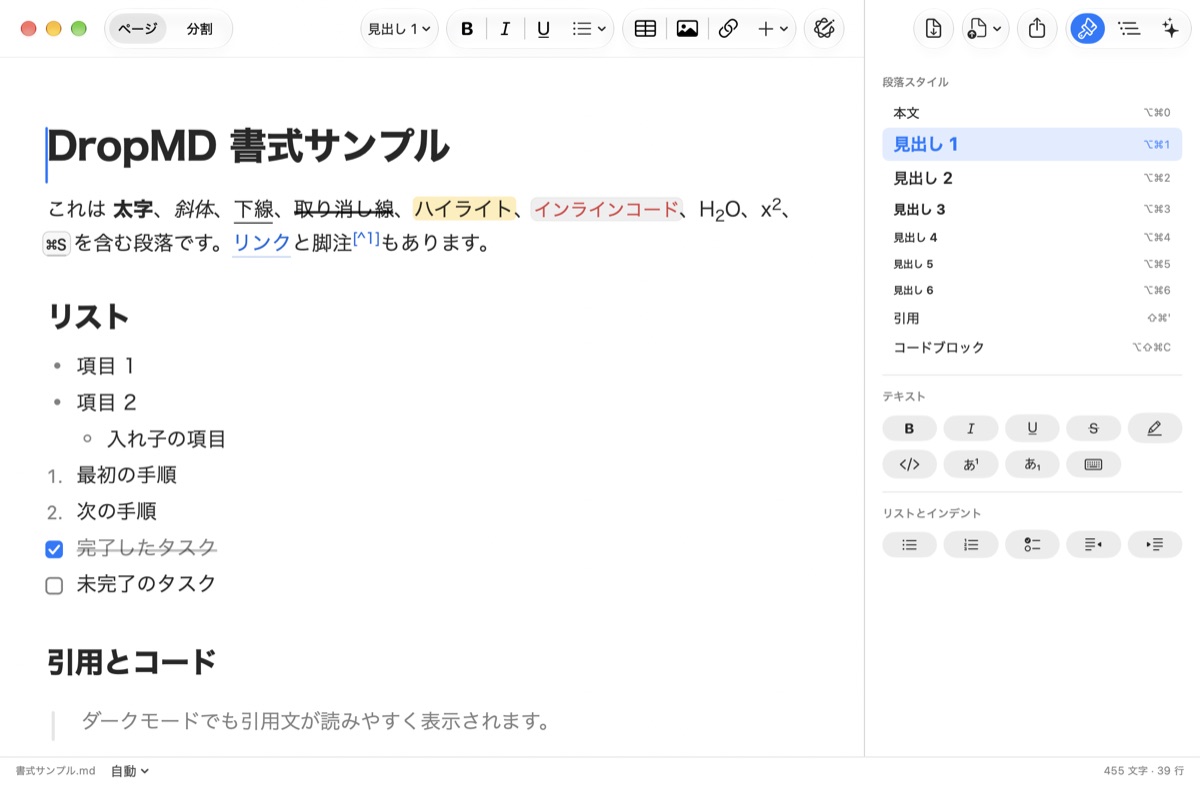 ページ 分割 見出し 1 B I U
DropMD 書式サンプル
これは 太字、斜体、下線、取り消し線、ハイライト、インラインコード、H₂O、x²、
⌘S を含む段落です。リンクと脚注[^1]もあります。
リスト
• 項目 1
• 項目 2
◦ 入れ子の項目
1. 最初の手順
2. 次の手順
完了したタスク
未完了のタスク
引用とコード
ダークモードでも引用文が読みやすく表示されます。
段落スタイル
本文 ⌥⌘0
見出し 1 ⌥⌘1
見出し 2 ⌥⌘2
見出し 3 ⌥⌘3
見出し 4 ⌥⌘4
見出し 5 ⌥⌘5
見出し 6 ⌥⌘6
引用 ⇧⌘'
コードブロック ⌥⇧⌘C
テキスト
B I U S
</> あ¹ あ₁
リストとインデント
書式サンプル.md 自動 455 文字 · 39 行